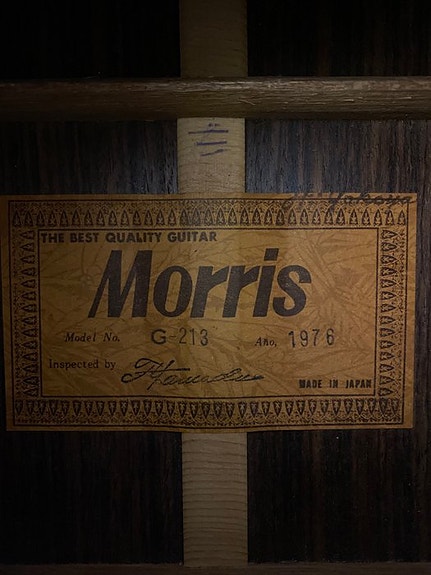 THE BEST QUALITY GUITAR
Morris
Model No. G-213 Año, 1976
Inspected by
MADE IN JAPAN